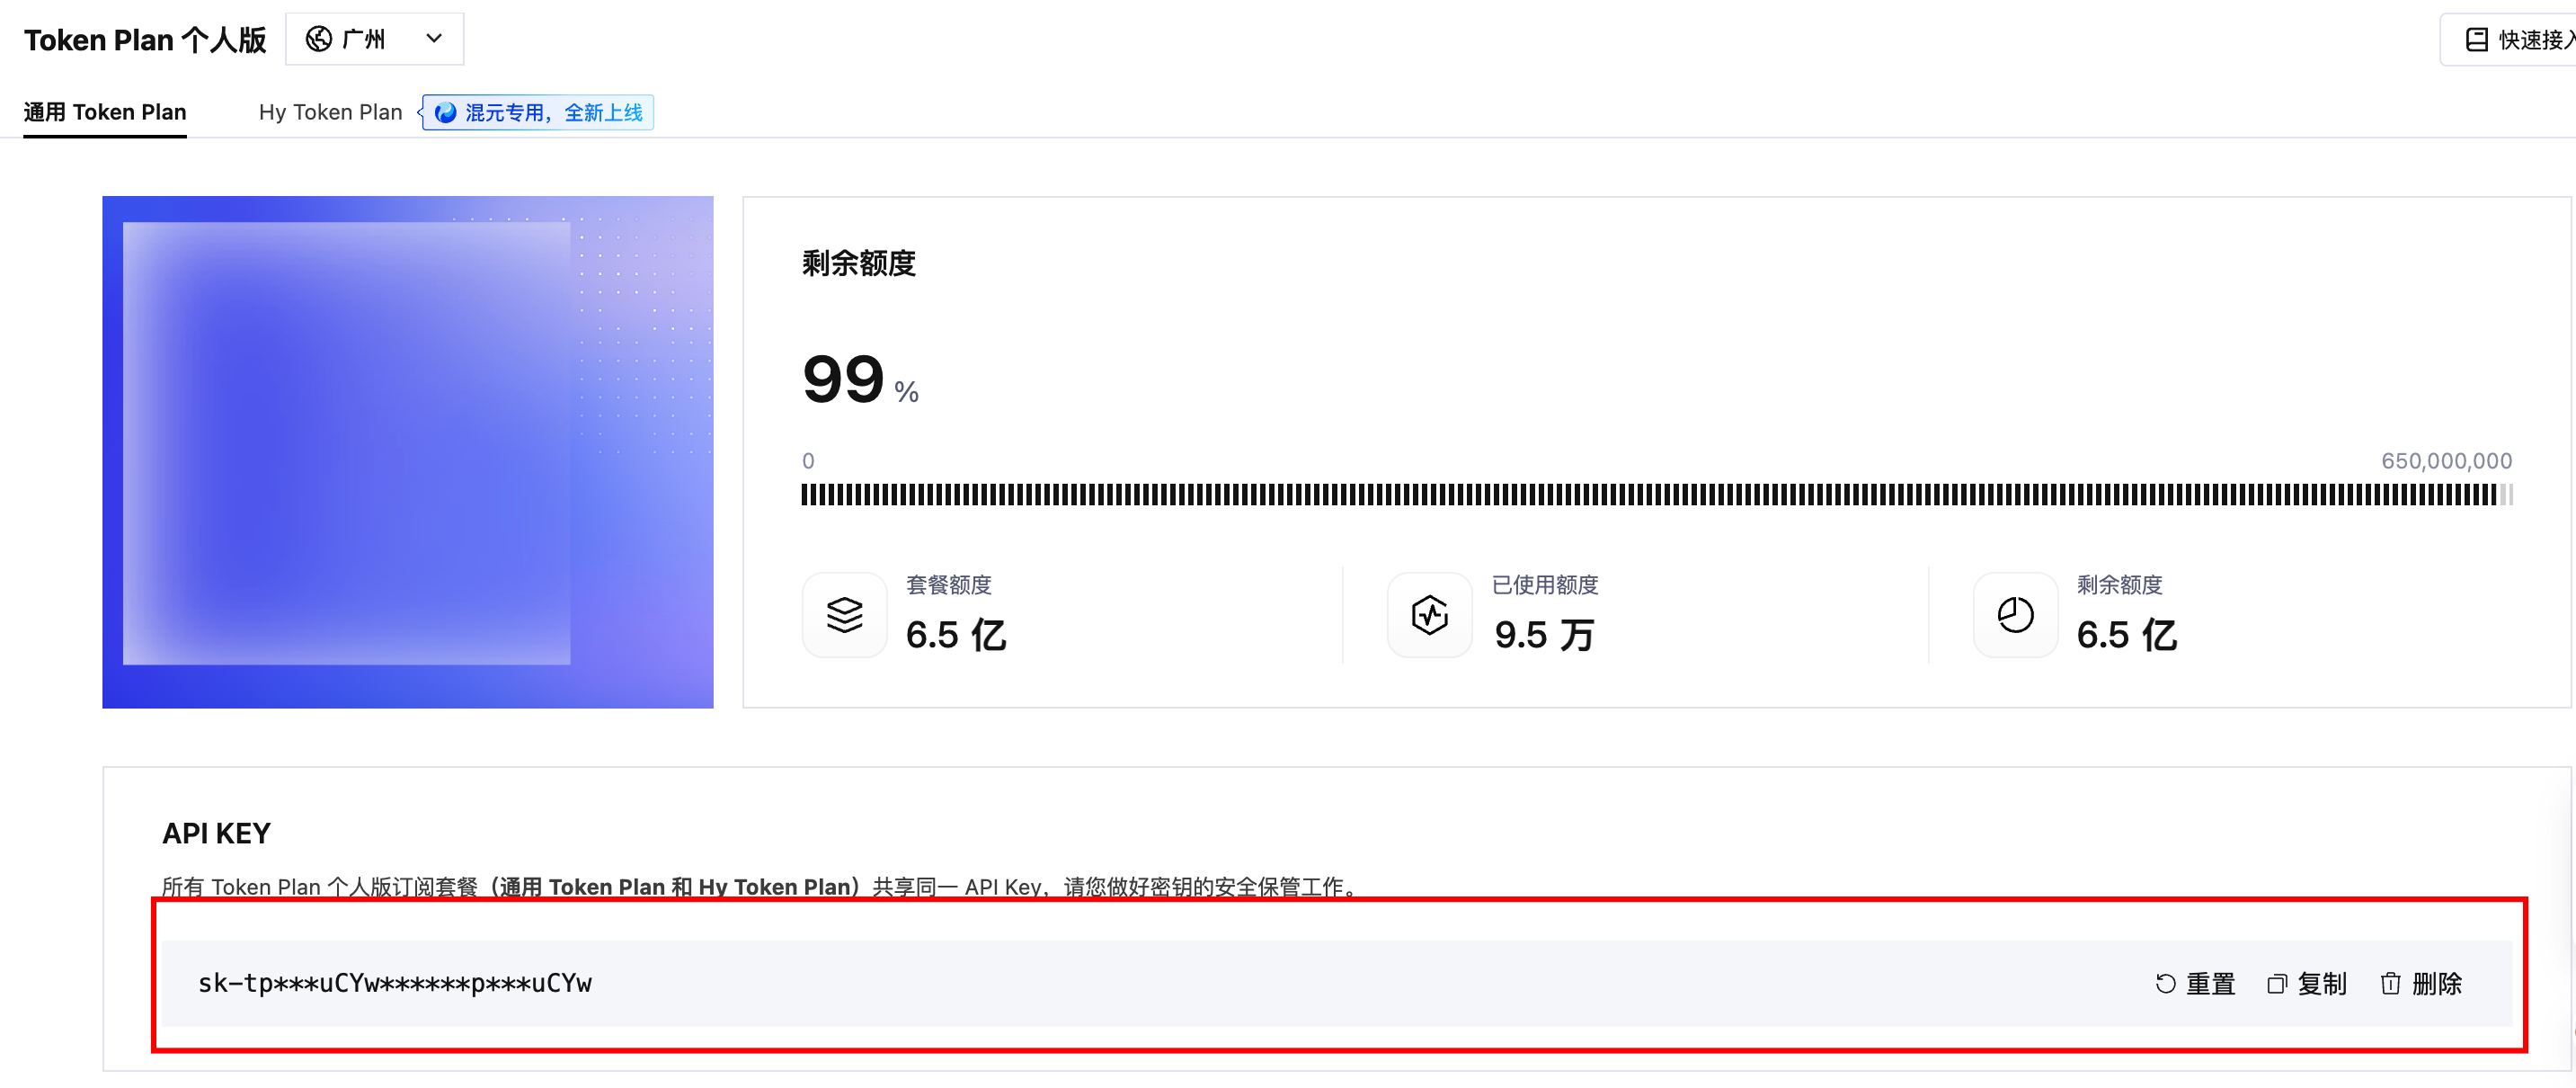 Token Plan 个人版
广州
快速接入
通用 Token Plan
Hy Token Plan
混元专用，全新上线
剩余额度
99 %
0
650,000,000
套餐额度
6.5 亿
已使用额度
9.5 万
剩余额度
6.5 亿
API KEY
所有 Token Plan 个人版订阅套餐（通用 Token Plan 和 Hy Token Plan）共享同一 API Key，请您做好密钥的安全保管工作。
sk-tp***uCYw******p***uCYw
重置
复制
删除